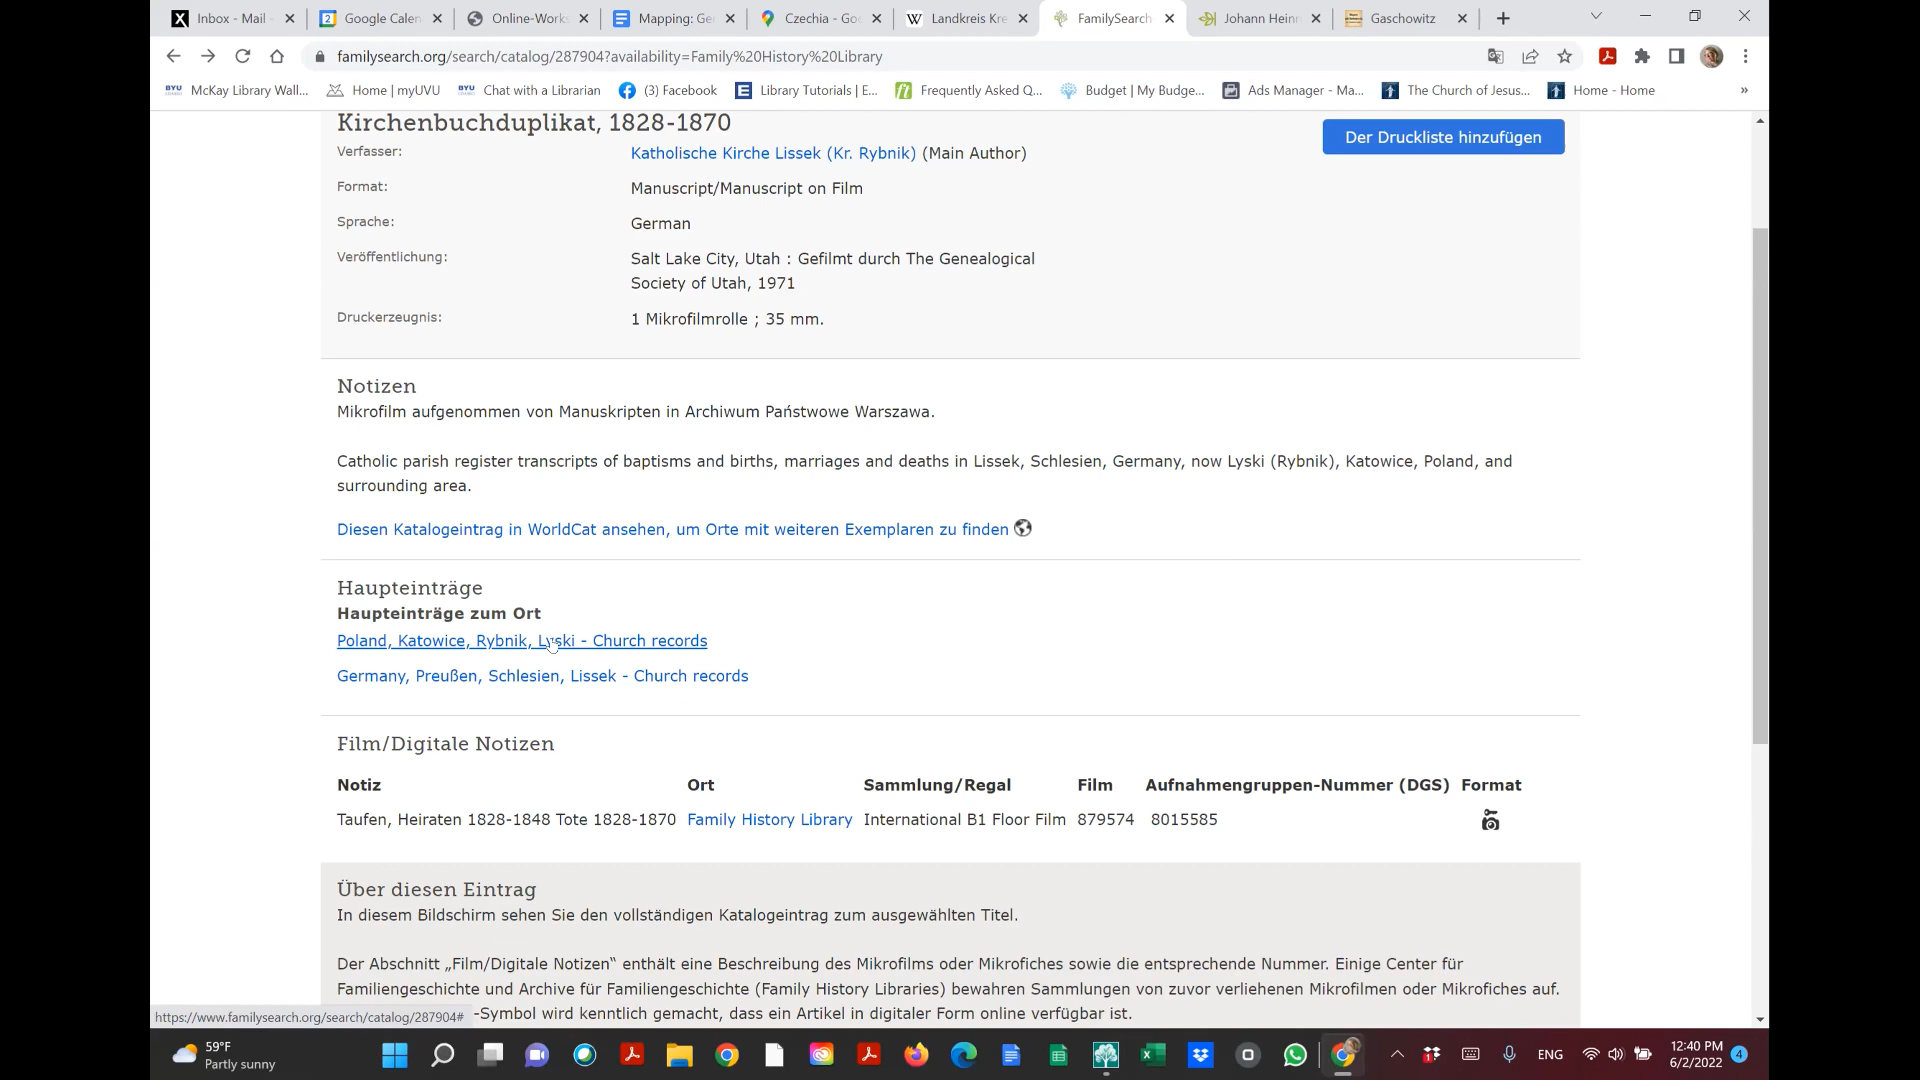 Inbox - Mail -
Google Calen
Online-Works
Mapping: Ge
Czechia - Goo
Landkreis Kre
FamilySearch
Johann Heinr
Gaschowitz
familysearch.org/search/catalog/287904?availability=Family%20History%20Library
McKay Library Wall...
Home | myUVU
Chat with a Librarian
(3) Facebook
Library Tutorials | E...
Frequently Asked Q...
Budget | My Budge...
Ads Manager - Ma...
The Church of Jesus...
Home - Home
»
Kirchenbuchduplikat, 1828-1870
Der Druckliste hinzufügen
Verfasser: Katholische Kirche Lissek (Kr. Rybnik) (Main Author)
Format: Manuscript/Manuscript on Film
Sprache: German
Veröffentlichung: Salt Lake City, Utah : Gefilmt durch The Genealogical
Society of Utah, 1971
Druckerzeugnis: 1 Mikrofilmrolle ; 35 mm.
Notizen
Mikrofilm aufgenommen von Manuskripten in Archiwum Państwowe Warszawa.
Catholic parish register transcripts of baptisms and births, marriages and deaths in Lissek, Schlesien, Germany, now Lyski (Rybnik), Katowice, Poland, and
surrounding area.
Diesen Katalogeintrag in WorldCat ansehen, um Orte mit weiteren Exemplaren zu finden
Haupteinträge
Haupteinträge zum Ort
Poland, Katowice, Rybnik, Lyski - Church records
Germany, Preußen, Schlesien, Lissek - Church records
Film/Digitale Notizen
Notiz Ort Sammlung/Regal Film Aufnahmengruppen-Nummer (DGS) Format
Taufen, Heiraten 1828-1848 Tote 1828-1870 Family History Library International B1 Floor Film 879574 8015585
Über diesen Eintrag
In diesem Bildschirm sehen Sie den vollständigen Katalogeintrag zum ausgewählten Titel.
Der Abschnitt „Film/Digitale Notizen“ enthält eine Beschreibung des Mikrofilms oder Mikrofiches sowie die entsprechende Nummer. Einige Center für
Familiengeschichte und Archive für Familiengeschichte (Family History Libraries) bewahren Sammlungen von zuvor verliehenen Mikrofilmen oder Mikrofiches auf.
-Symbol wird kenntlich gemacht, dass ein Artikel in digitaler Form online verfügbar ist.
https://www.familysearch.org/search/catalog/287904#
59°F
Partly sunny
ENG
12:40 PM
6/2/2022
4